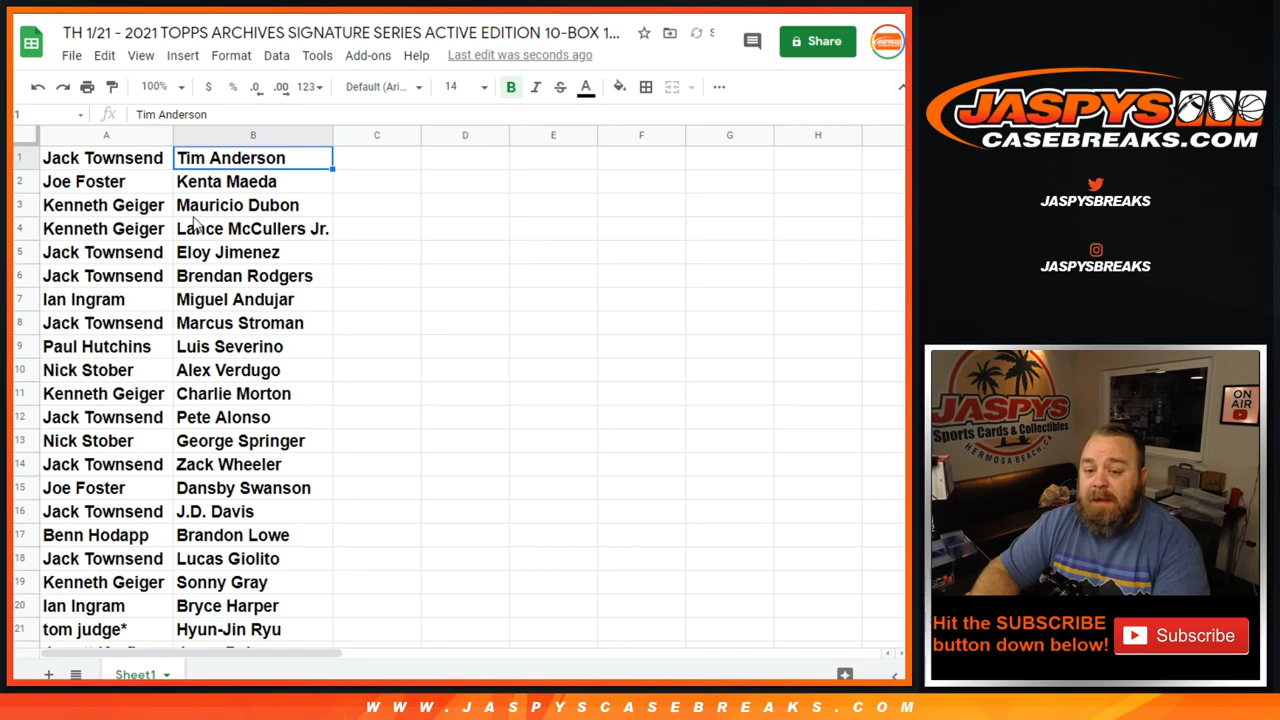 TH 1/21 - 2021 TOPPS ARCHIVES SIGNATURE SERIES ACTIVE EDITION 10-BOX 1...
S
File Edit View Insert Format Data Tools Add-ons Help Last edit was seconds ago
Share
100% $ % .0 .00 123 Default (Ari... 14 B I S A
1 fx Tim Anderson
A B C D E F G H
1 Jack Townsend Tim Anderson
2 Joe Foster Kenta Maeda
3 Kenneth Geiger Mauricio Dubon
4 Kenneth Geiger Lance McCullers Jr.
5 Jack Townsend Eloy Jimenez
6 Jack Townsend Brendan Rodgers
7 Ian Ingram Miguel Andujar
8 Jack Townsend Marcus Stroman
9 Paul Hutchins Luis Severino
10 Nick Stober Alex Verdugo
11 Kenneth Geiger Charlie Morton
12 Jack Townsend Pete Alonso
13 Nick Stober George Springer
14 Jack Townsend Zack Wheeler
15 Joe Foster Dansby Swanson
16 Jack Townsend J.D. Davis
17 Benn Hodapp Brandon Lowe
18 Jack Townsend Lucas Giolito
19 Kenneth Geiger Sonny Gray
20 Ian Ingram Bryce Harper
21 tom judge* Hyun-Jin Ryu
Sheet1
JASPYS
CASEBREAKS.COM
JASPYSBREAKS
JASPYSBREAKS
JASPYS
Sports Cards & Collectibles
HERMOSA BEACH, CA
ON
AIR
Hit the SUBSCRIBE
button down below!
Subscribe
WWW.JASPYSCASEBREAKS.COM